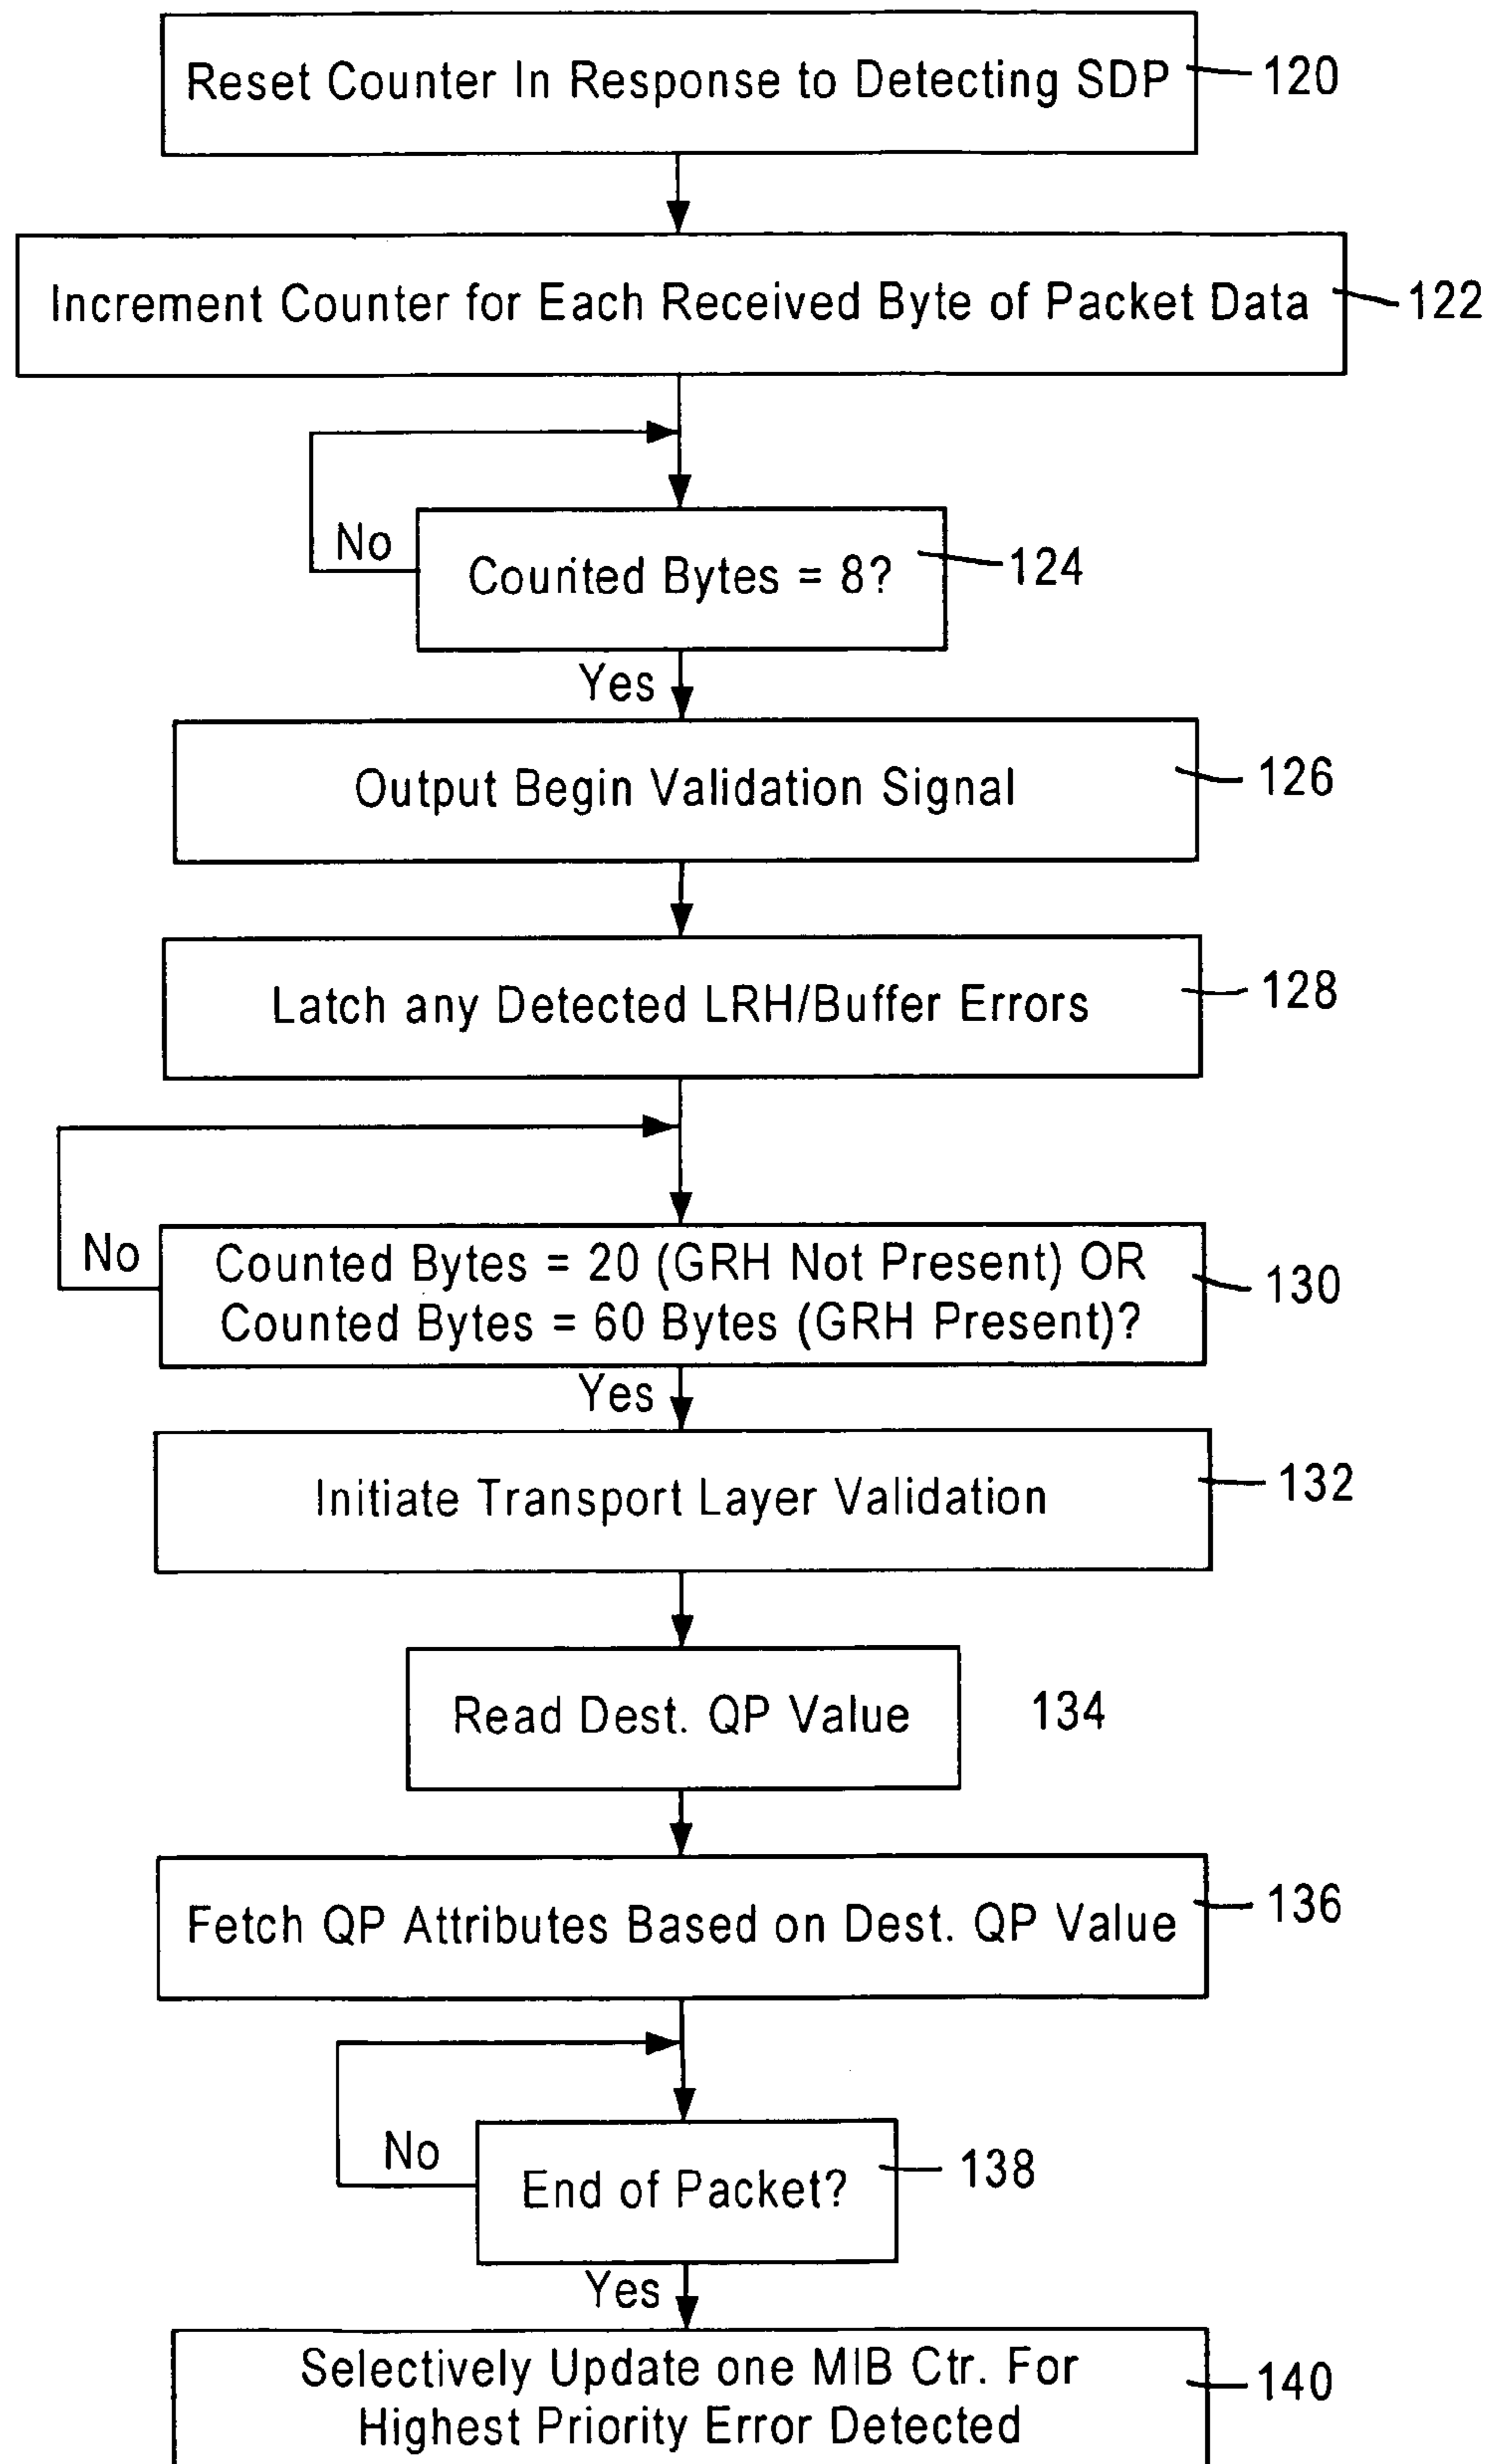 Reset Counter In Response to Detecting SDP
120
Increment Counter for Each Received Byte of Packet Data
122
No
Counted Bytes = 8?
124
Yes
Output Begin Validation Signal
126
Latch any Detected LRH/Buffer Errors
128
No
Counted Bytes = 20 (GRH Not Present) OR
Counted Bytes = 60 Bytes (GRH Present)?
130
Yes
Initiate Transport Layer Validation
132
Read Dest. QP Value
134
Fetch QP Attributes Based on Dest. QP Value
136
No
End of Packet?
138
Yes
Selectively Update one MIB Ctr. For
Highest Priority Error Detected
140